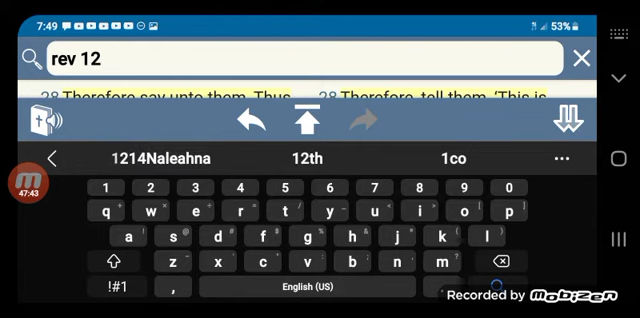 7:49 53%
rev 12
28 Therefore say unto them, Thus 28 Therefore, tell them, 'This is
1214Naleahna 12th 1co
1 2 3 4 5 6 7 8 9 0
q w e r t y u i o p
a s d f g h j k l
z x c v b n m
47:43
!#1 , English (US)
Recorded by mobizen